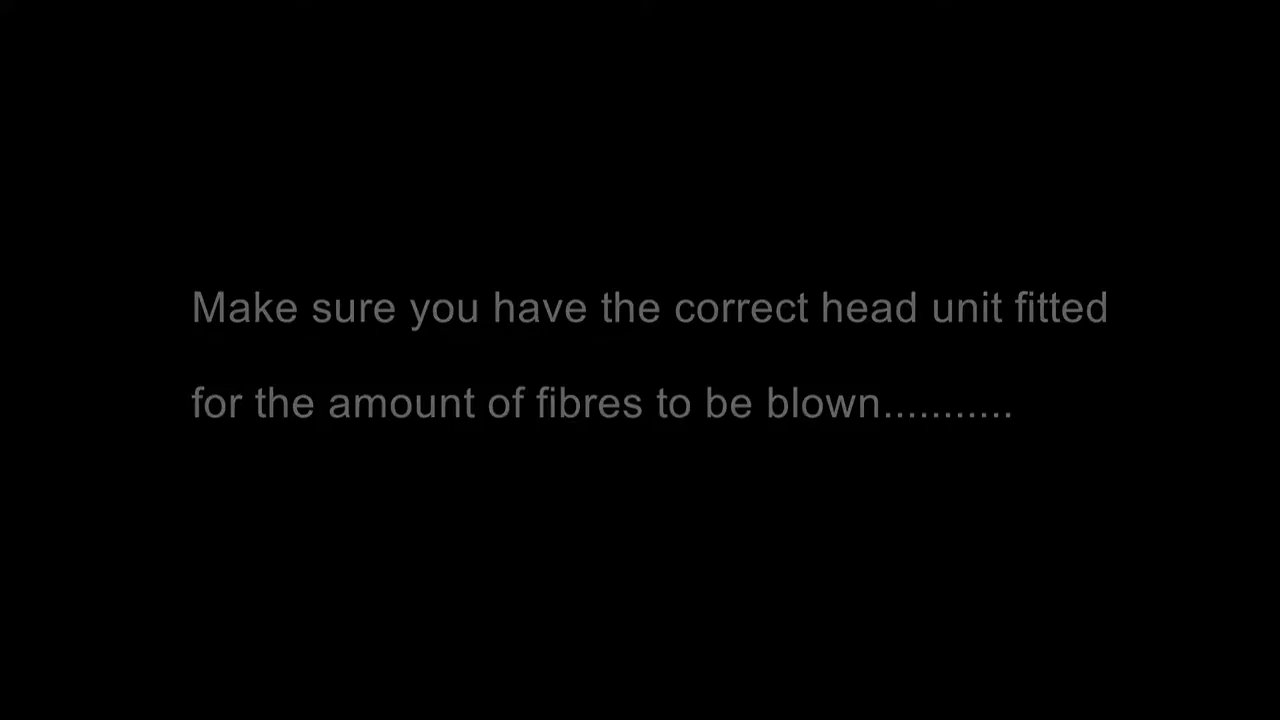 Make sure you have the correct head unit fitted
for the amount of fibres to be blown...........